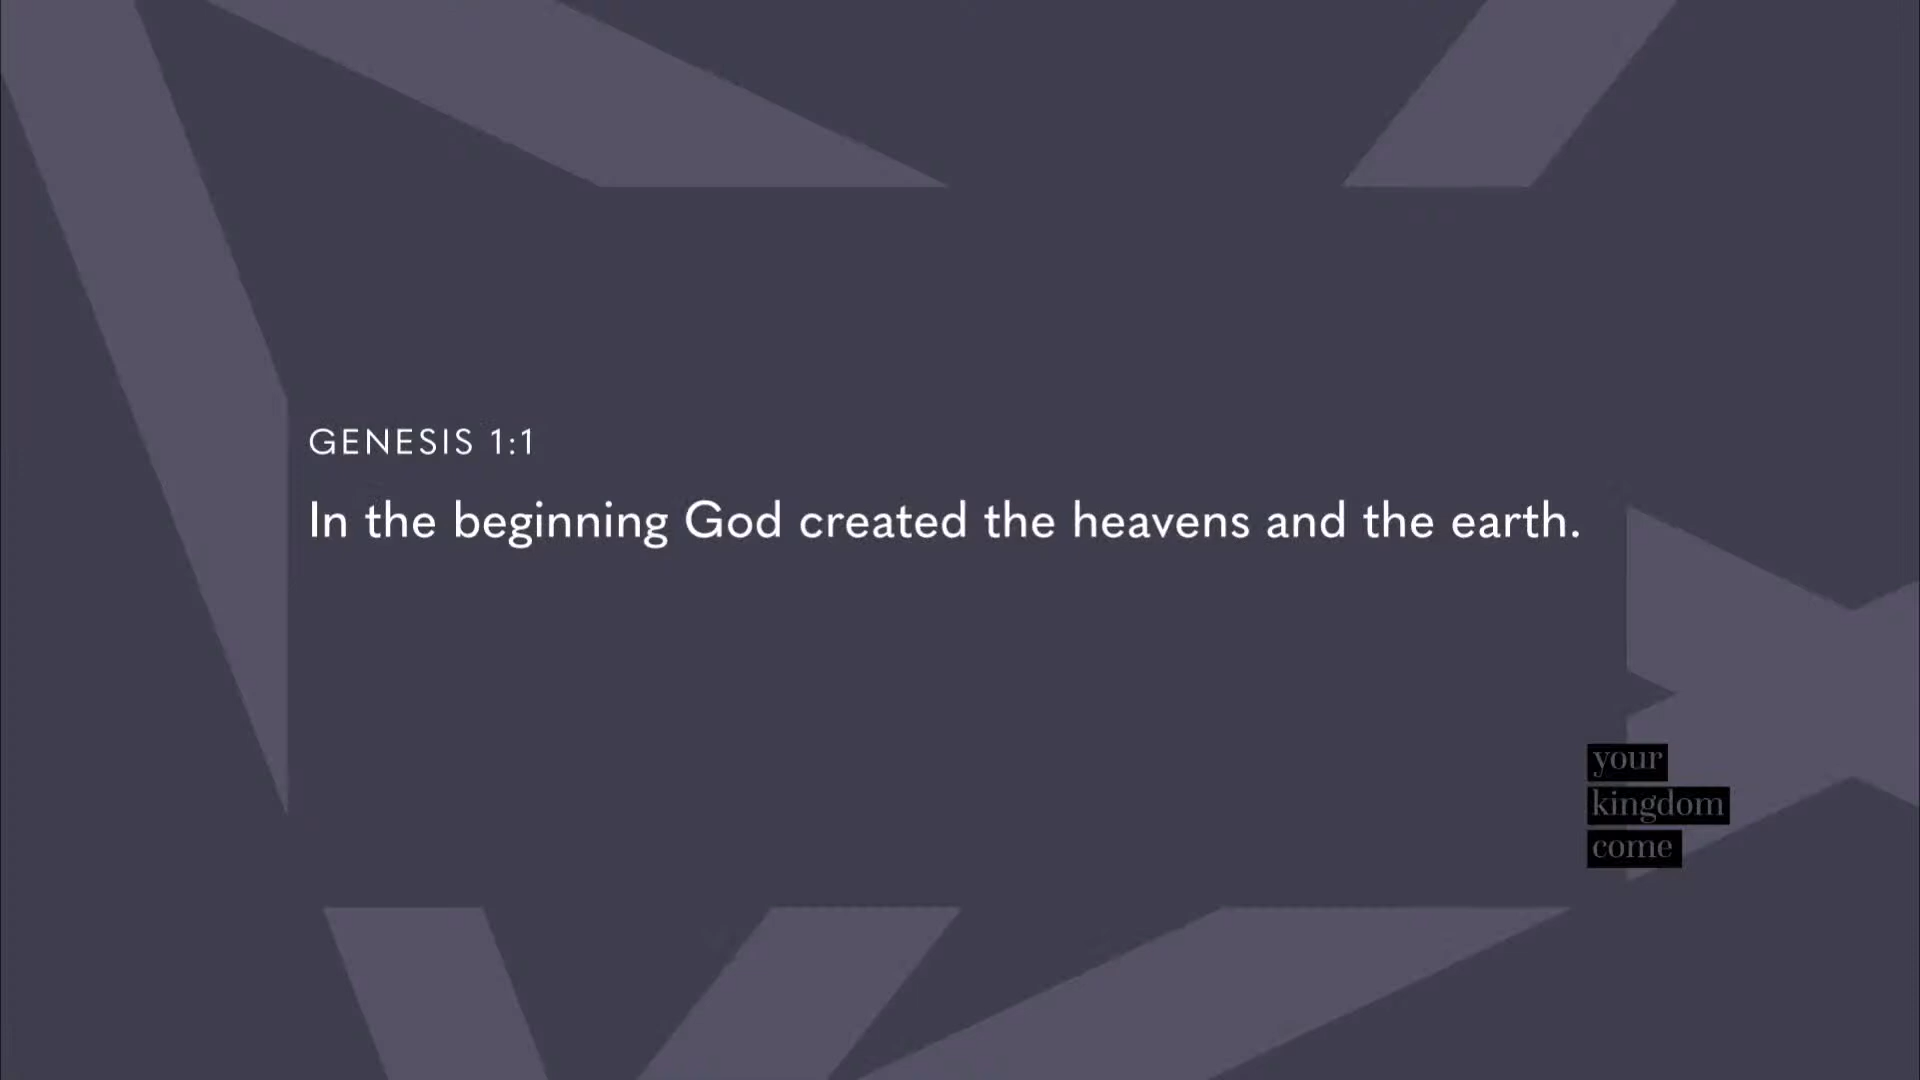 GENESIS 1:1
In the beginning God created the heavens and the earth.
your
kingdom
come